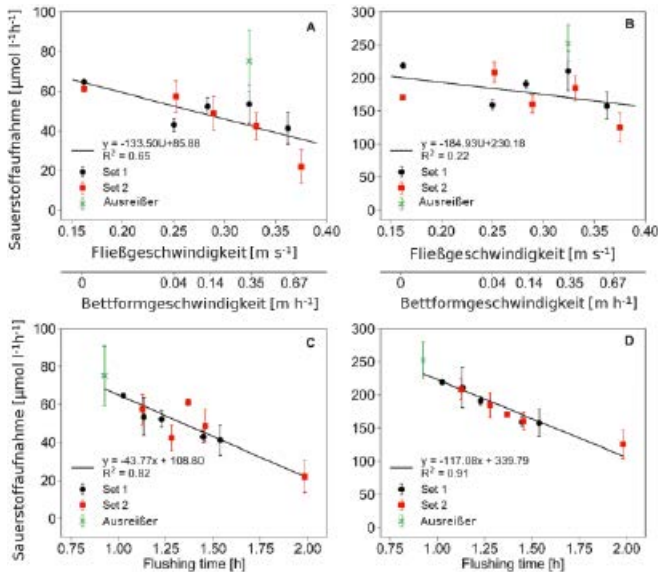 A
B
Sauerstoffaufnahme [µmol l⁻¹h⁻¹]
100
80
60
40
20
0
y = -133.50U+85.88
R² = 0.65
Set 1
Set 2
Ausreißer
0.15 0.20 0.25 0.30 0.35 0.40
Fließgeschwindigkeit [m s⁻¹]
300
250
200
150
100
50
0
y = -184.93U+230.18
R² = 0.22
Set 1
Set 2
Ausreißer
0.15 0.20 0.25 0.30 0.35 0.40
Fließgeschwindigkeit [m s⁻¹]
0 0.04 0.14 0.35 0.67
Bettformgeschwindigkeit [m h⁻¹]
0 0.04 0.14 0.35 0.67
Bettformgeschwindigkeit [m h⁻¹]
C
D
Sauerstoffaufnahme [µmol l⁻¹h⁻¹]
100
80
60
40
20
0
y = -43.77x + 108.80
R² = 0.82
Set 1
Set 2
Ausreißer
0.75 1.00 1.25 1.50 1.75 2.00
Flushing time [h]
300
250
200
150
100
50
0
y = -117.08x + 339.79
R² = 0.91
Set 1
Set 2
Ausreißer
0.75 1.00 1.25 1.50 1.75 2.00
Flushing time [h]